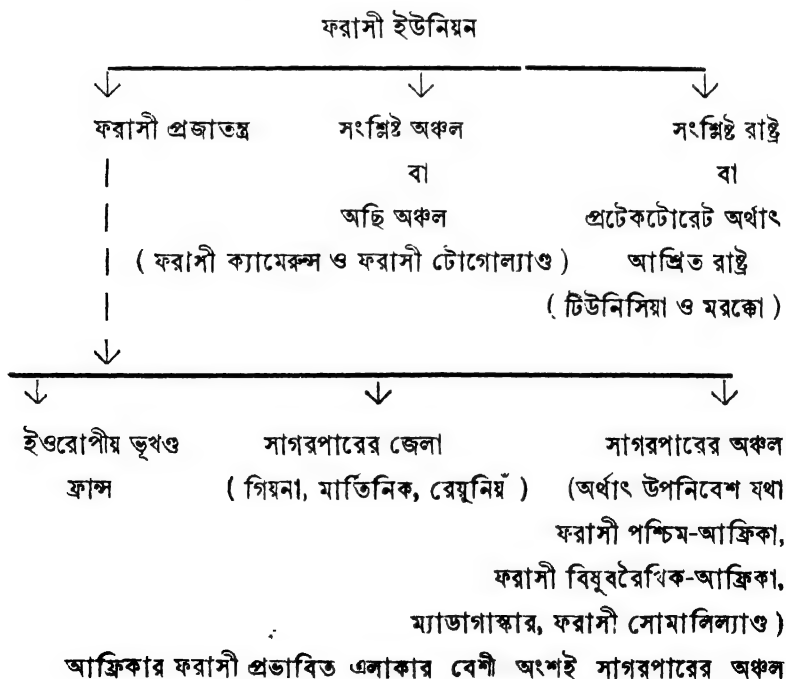 ফরাসী ইউনিয়ন
ফরাসী প্রজাতন্ত্র সংশ্লিষ্ট অঞ্চল সংশ্লিষ্ট রাষ্ট্র
বা বা
অছি অঞ্চল প্রটেকটোরেট অর্থাৎ
( ফরাসী ক্যামেরুন্স ও ফরাসী টোগোল্যাণ্ড ) আশ্রিত রাষ্ট্র
( টিউনিসিয়া ও মরক্কো )
ইওরোপীয় ভূখণ্ড সাগরপারের জেলা সাগরপারের অঞ্চল
ফ্রান্স ( গিয়না, মার্তিনিক, রেয়ুনিয়ঁ ) (অর্থাৎ উপনিবেশ যথা
ফরাসী পশ্চিম-আফ্রিকা,
ফরাসী বিষুবরৈখিক-আফ্রিকা,
ম্যাডাগাস্কার, ফরাসী সোমালিল্যাণ্ড )
আফ্রিকার ফরাসী প্রভাবিত এলাকার বেশী অংশই সাগরপারের অঞ্চল